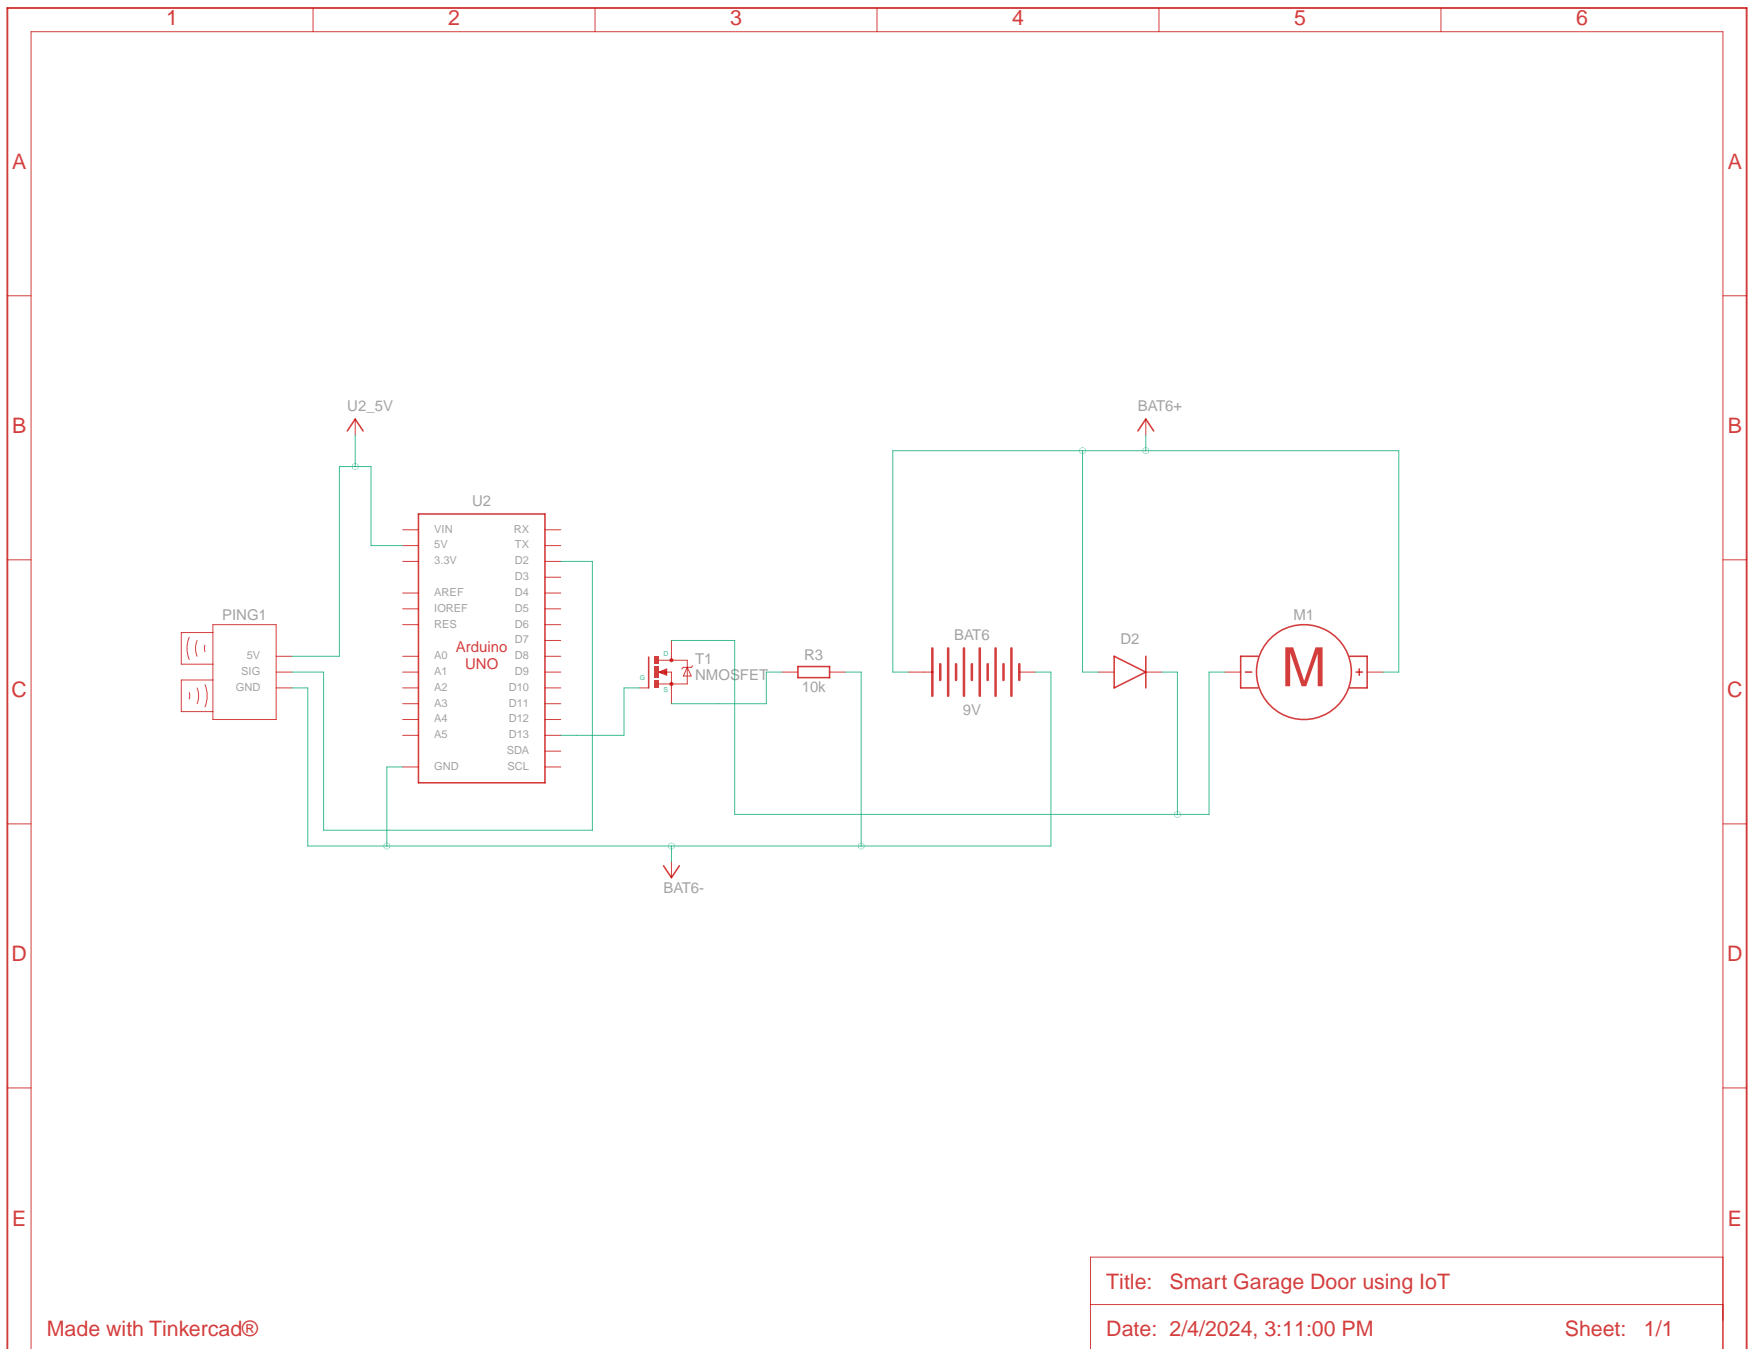 1 2 3 4 5 6
A A
U2_5V BAT6+
B B
U2
VIN RX
5V TX
3.3V D2
D3
AREF D4
IOREF D5
RES D6
D7
Arduino
UNO
A0 D8
A1 D9
A2 D10
A3 D11
A4 D12
A5 D13
SDA
GND SCL
PING1
5V
SIG
GND
D
G
S
T1
NMOSFET
R3
10k
BAT6
9V
D2
M1
- M +
C C
BAT6-
D D
E E
Title: Smart Garage Door using IoT
Made with Tinkercad®
Date: 2/4/2024, 3:11:00 PM Sheet: 1/1